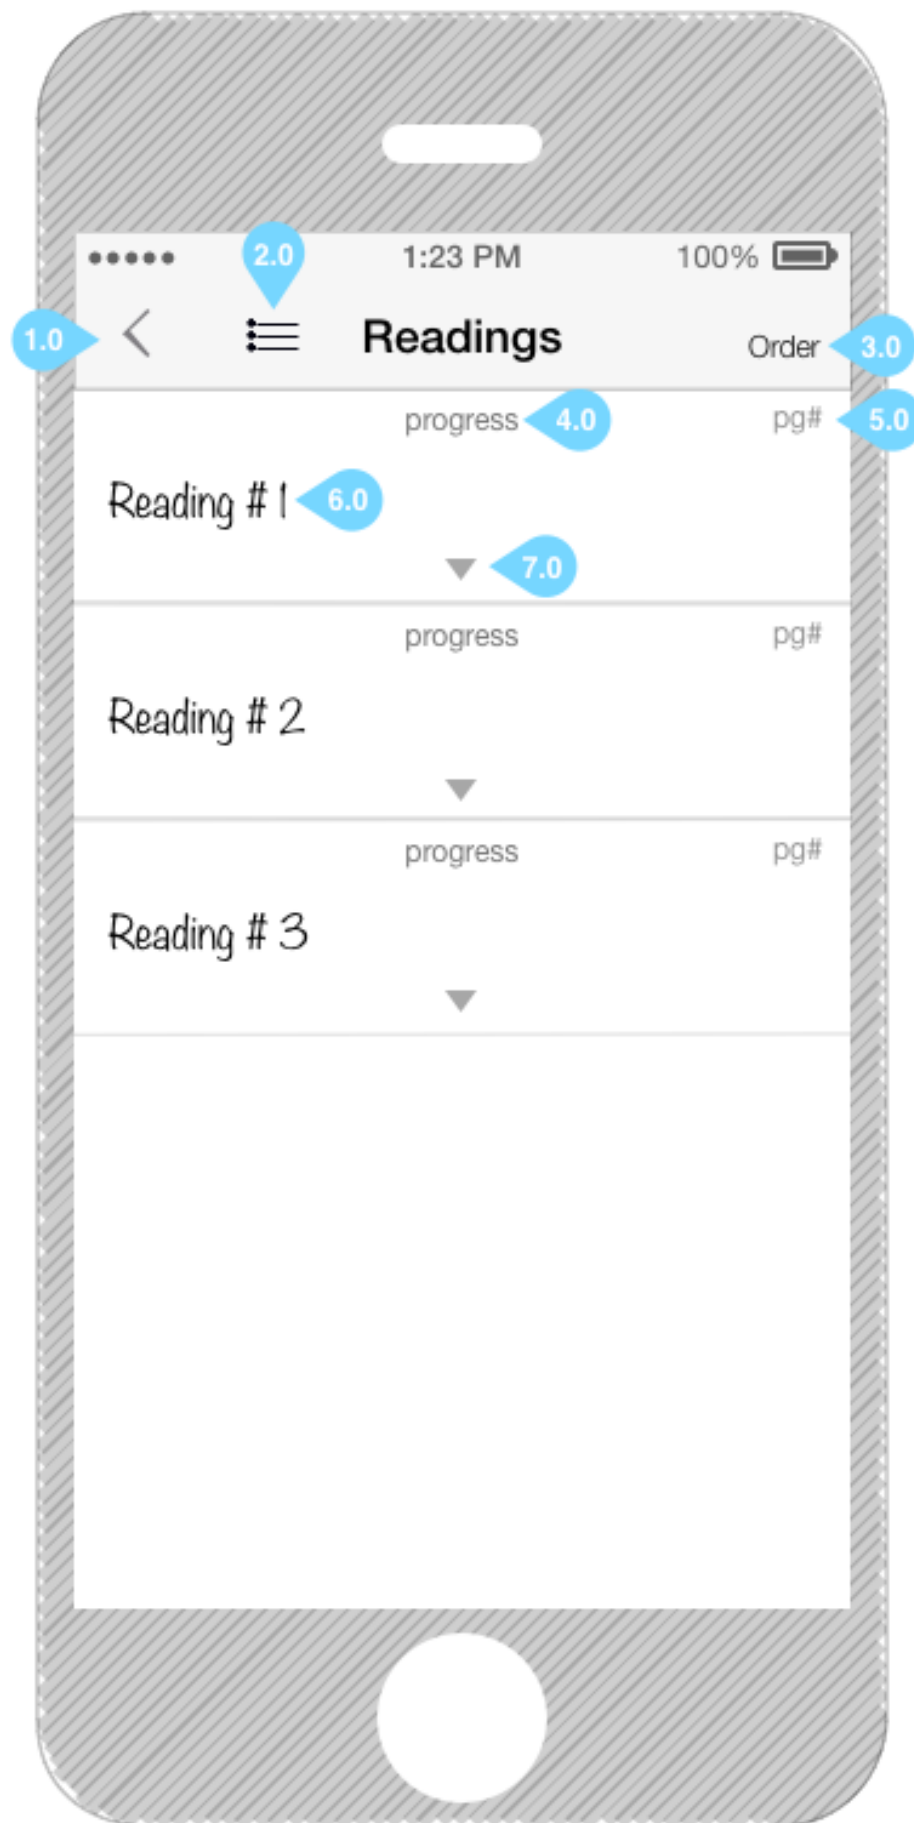 2.0 1:23 PM 100%
1.0 Readings Order 3.0
progress 4.0 pg# 5.0
Reading # 1 6.0
7.0
progress pg#
Reading # 2
progress pg#
Reading # 3